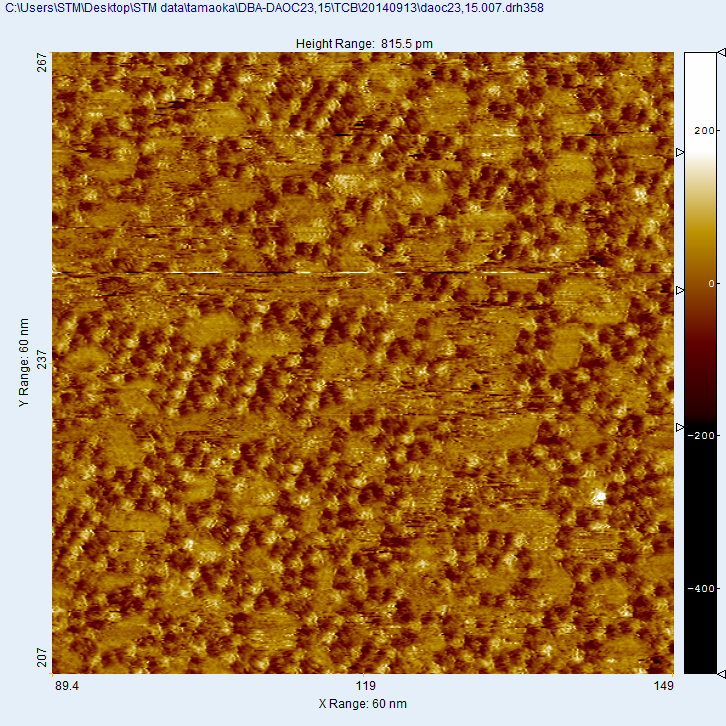 C:\Users\STM\Desktop\STM data\tamaoka\DBA-DAOC23,15\TCB\20140913\daoc23,15.007.drh358
Height Range: 815.5 pm
267
237
207
Y Range: 60 nm
89.4
119
149
X Range: 60 nm
200
0
-200
-400